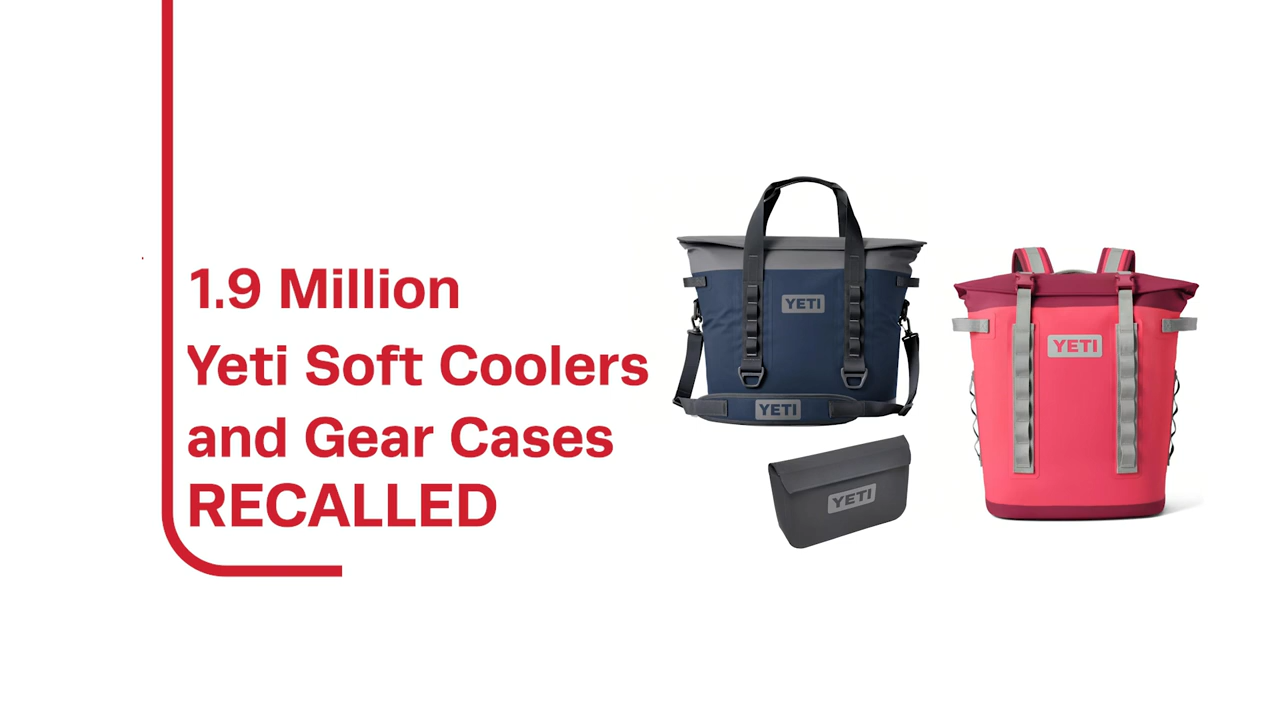 1.9 Million
Yeti Soft Coolers
and Gear Cases
RECALLED
YETI
YETI
YETI
YETI